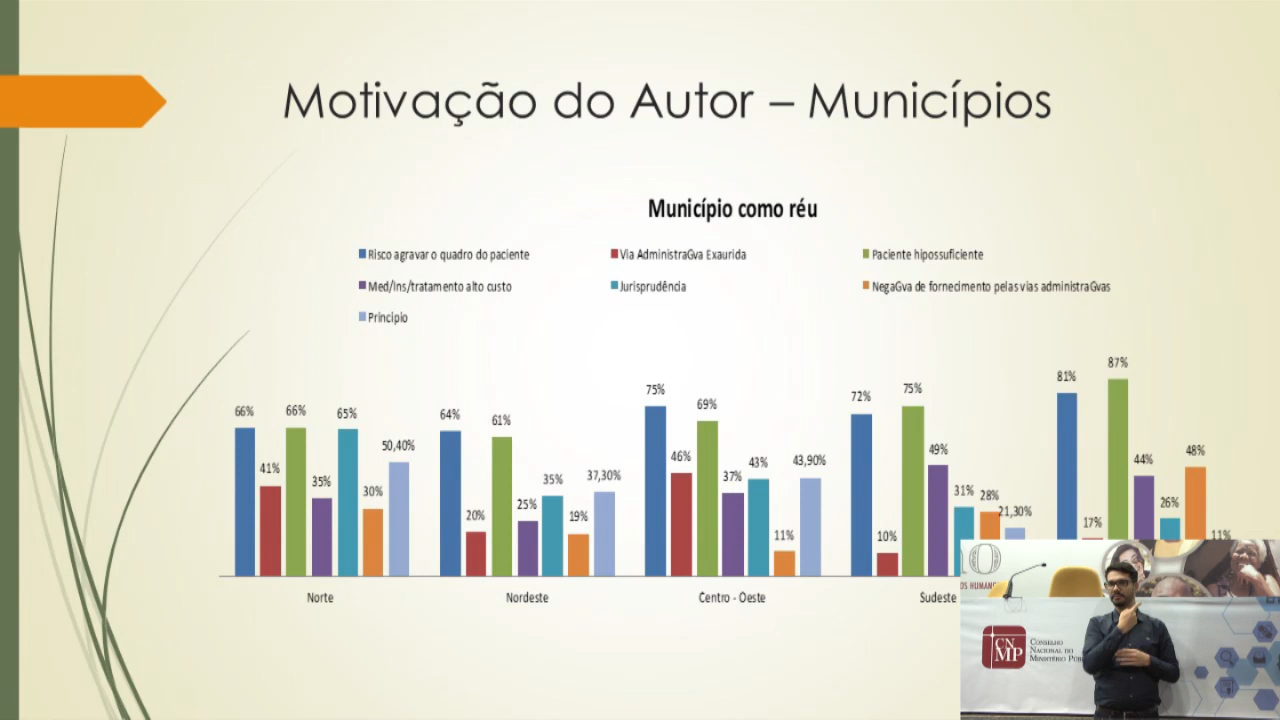 Motivação do Autor – Municípios
Município como réu
Risco agravar o quadro do paciente
Via AdministraGva Exaurida
Paciente hipossuficiente
Med/Ins/tratamento alto custo
Jurisprudência
NegaGva de fornecimento pelas vias administraGvas
Princípio
66% 41% 66% 35% 65% 30% 50,40%
64% 20% 61% 25% 35% 19% 37,30%
75% 46% 69% 37% 43% 11% 43,90%
72% 10% 75% 49% 31% 28% 21,30%
81% 17% 87% 44% 26% 48% 11%
Norte
Nordeste
Centro - Oeste
Sudeste
OS HUMANO
CN
MP
CONSELHO
NACIONAL DO
MINISTÉRIO